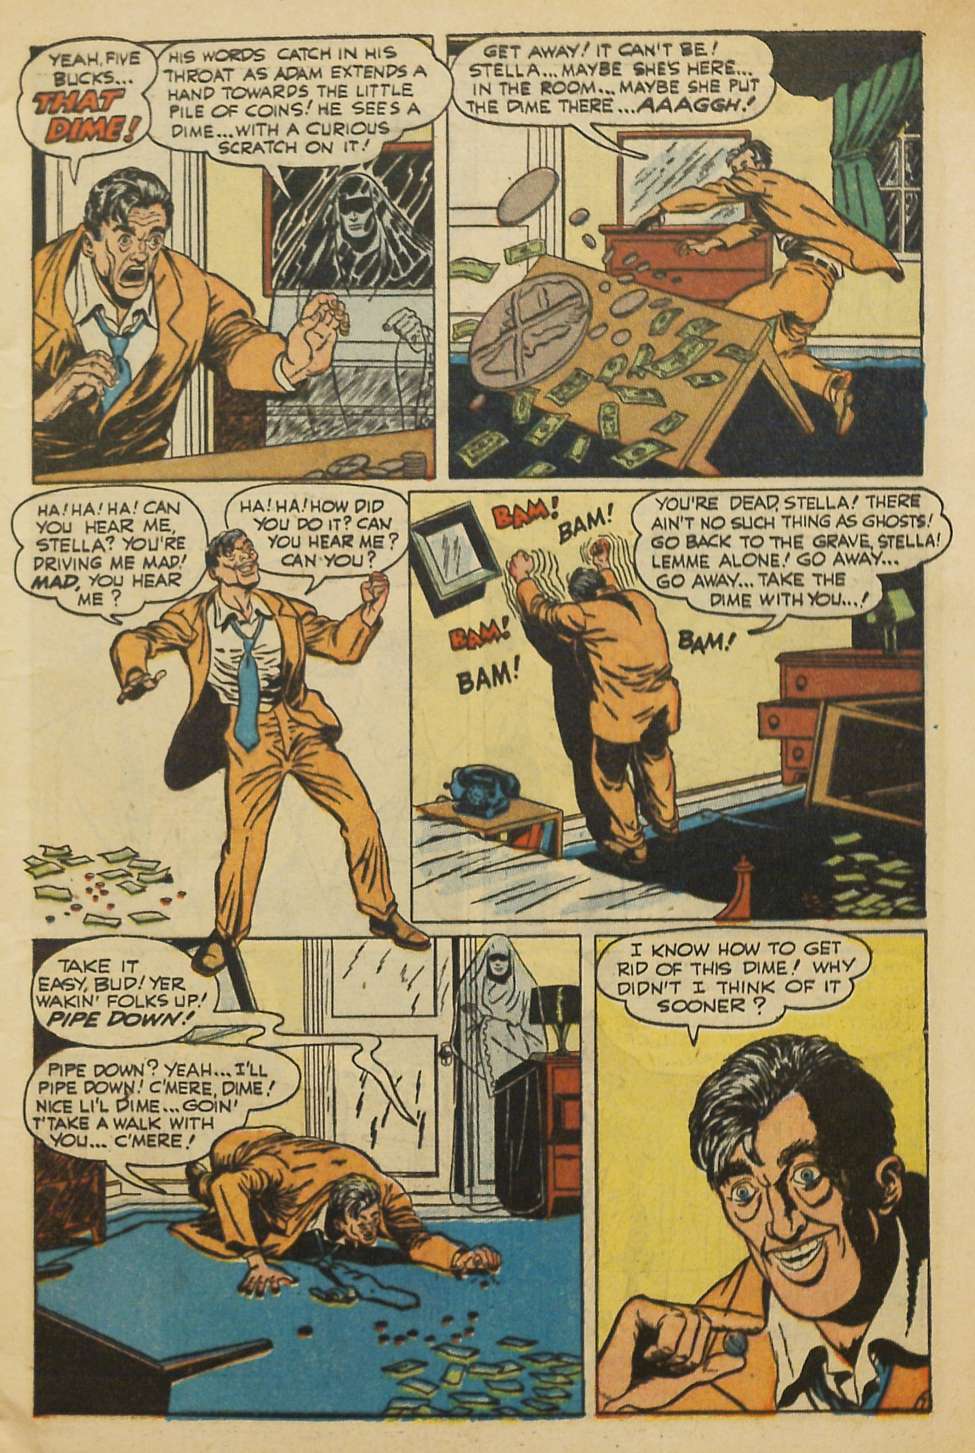 YEAH, FIVE
BUCKS...
THAT
DIME!
HIS WORDS CATCH IN HIS
THROAT AS ADAM EXTENDS A
HAND TOWARDS THE LITTLE
PILE OF COINS! HE SEES A
DIME...WITH A CURIOUS
SCRATCH ON IT!
GET AWAY! IT CAN'T BE!
STELLA...MAYBE SHE'S HERE...
IN THE ROOM...MAYBE SHE PUT
THE DIME THERE...AAAGGH!
HA! HA! HA! CAN
YOU HEAR ME,
STELLA? YOU'RE
DRIVING ME MAD!
MAD, YOU HEAR
ME?
HA! HA! HOW DID
YOU DO IT? CAN
YOU HEAR ME?
CAN YOU?
BAM!
BAM!
BAM!
BAM!
BAM!
YOU'RE DEAD, STELLA! THERE
AIN'T NO SUCH THING AS GHOSTS!
GO BACK TO THE GRAVE, STELLA!
LEMME ALONE! GO AWAY...
GO AWAY...TAKE THE
DIME WITH YOU...!
TAKE IT
EASY, BUD! YER
WAKIN' FOLKS UP!
PIPE DOWN!
PIPE DOWN? YEAH...I'LL
PIPE DOWN! C'MERE, DIME!
NICE LI'L DIME...GOIN'
T'TAKE A WALK WITH
YOU... C'MERE!
I KNOW HOW TO GET
RID OF THIS DIME! WHY
DIDN'T I THINK OF IT
SOONER?